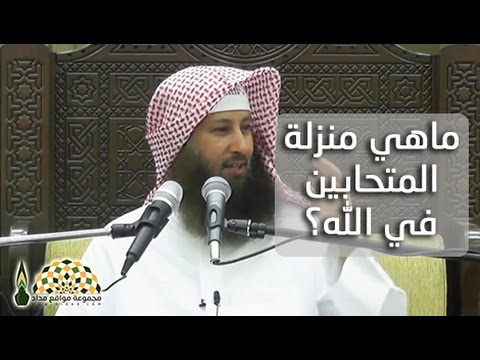 ماهي منزلة
المتحابين
في الله؟
مجموعة مواقع مداد